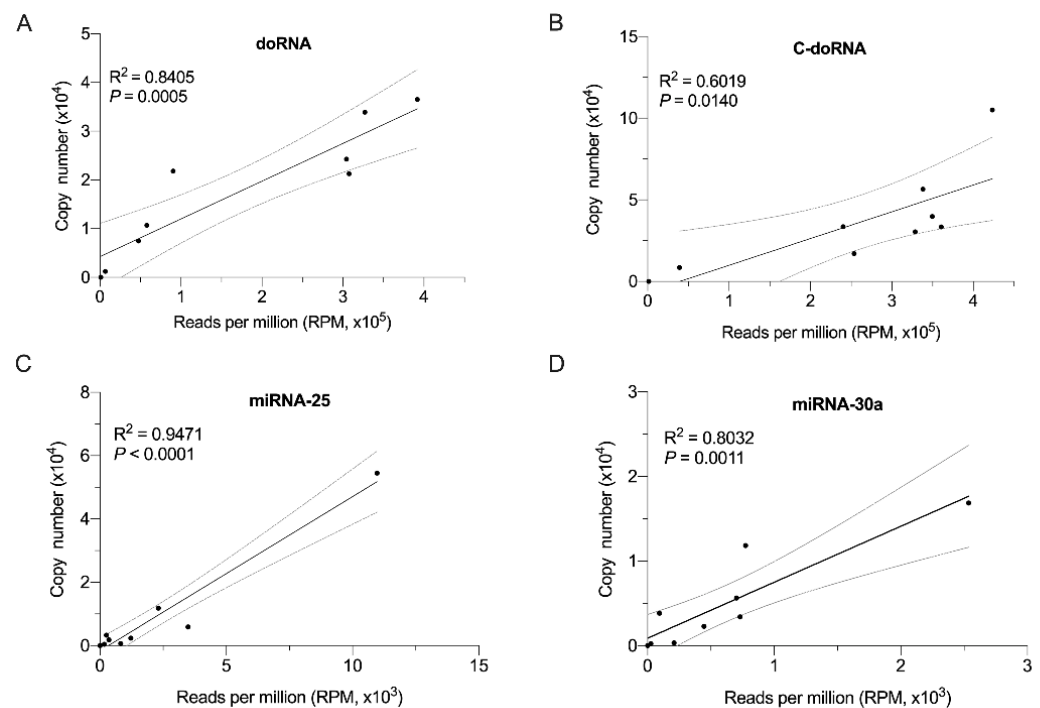 A
doRNA
R² = 0.8405
P = 0.0005
5
4
3
2
1
0
Copy number (x10⁴)
0 1 2 3 4
Reads per million (RPM, x10⁵)
B
C-doRNA
R² = 0.6019
P = 0.0140
15
10
5
0
Copy number (x10⁴)
0 1 2 3 4
Reads per million (RPM, x10⁵)
C
miRNA-25
R² = 0.9471
P < 0.0001
8
6
4
2
0
Copy number (x10⁴)
0 5 10 15
Reads per million (RPM, x10³)
D
miRNA-30a
R² = 0.8032
P = 0.0011
3
2
1
0
Copy number (x10⁴)
0 1 2 3
Reads per million (RPM, x10³)